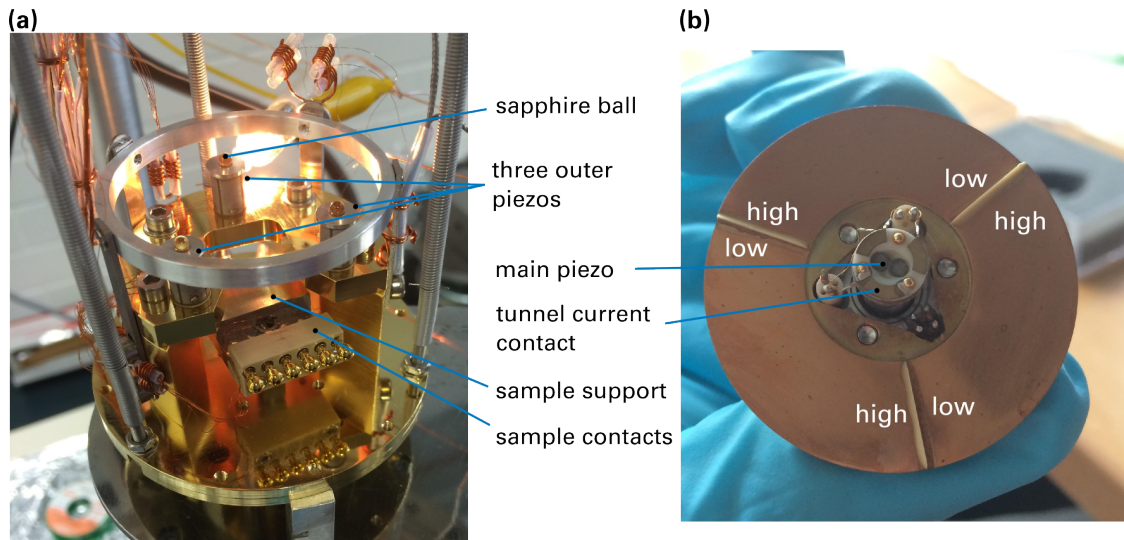 (a)
(b)
sapphire ball
three outer
piezos
main piezo
tunnel current
contact
sample support
sample contacts
low
high
high
low
high
low